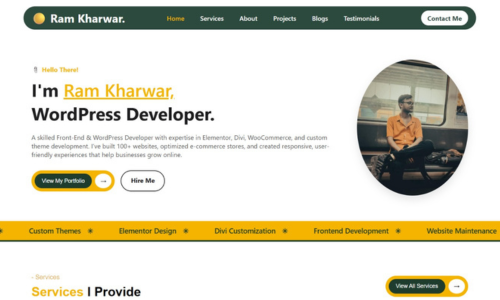 Ram Kharwar. Home Services About Projects Blogs Testimonials Contact Me
Hello There!
I'm Ram Kharwar,
WordPress Developer.
A skilled Front-End & WordPress Developer with expertise in Elementor, Divi, WooCommerce, and custom
theme development. I've built 100+ websites, optimized e-commerce stores, and created responsive, user-
friendly experiences that help businesses grow online.
View My Portfolio → Hire Me
Custom Themes ✷ Elementor Design ✷ Divi Customization ✷ Frontend Development ✷ Website Maintenance
- Services
Services I Provide View All Services →